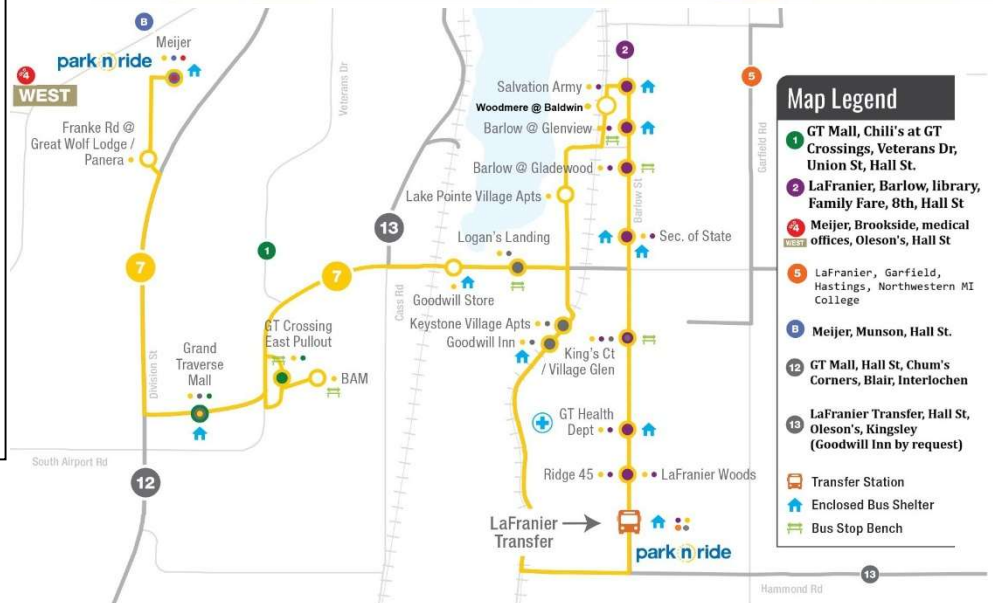 B
Meijer
park n ride
4
WEST
Franke Rd @
Great Wolf Lodge /
Panera
7
Division St
Grand
Traverse
Mall
South Airport Rd
12
Veterans Dr
1
7
GT Crossing
East Pullout
BAM
13
Cass Rd
Goodwill Store
Logan's Landing
Keystone Village Apts
Goodwill Inn
Lake Pointe Village Apts
2
Salvation Army
Woodmere @ Baldwin
Barlow @ Glenview
Barlow @ Gladewood
Barlow St
Sec. of State
King's Ct
/ Village Glen
GT Health
Dept
Ridge 45
LaFranier Woods
LaFranier
Transfer
park n ride
13
Hammond Rd
5
Garfield Rd
Map Legend
1 GT Mall, Chili's at GT
Crossings, Veterans Dr,
Union St, Hall St.
2 LaFranier, Barlow, library,
Family Fare, 8th, Hall St
4 Meijer, Brookside, medical
WEST offices, Oleson's, Hall St
5 LaFranier, Garfield,
Hastings, Northwestern MI
College
B Meijer, Munson, Hall St.
12 GT Mall, Hall St, Chum's
Corners, Blair, Interlochen
13 LaFranier Transfer, Hall St,
Oleson's, Kingsley
(Goodwill Inn by request)
Transfer Station
Enclosed Bus Shelter
Bus Stop Bench